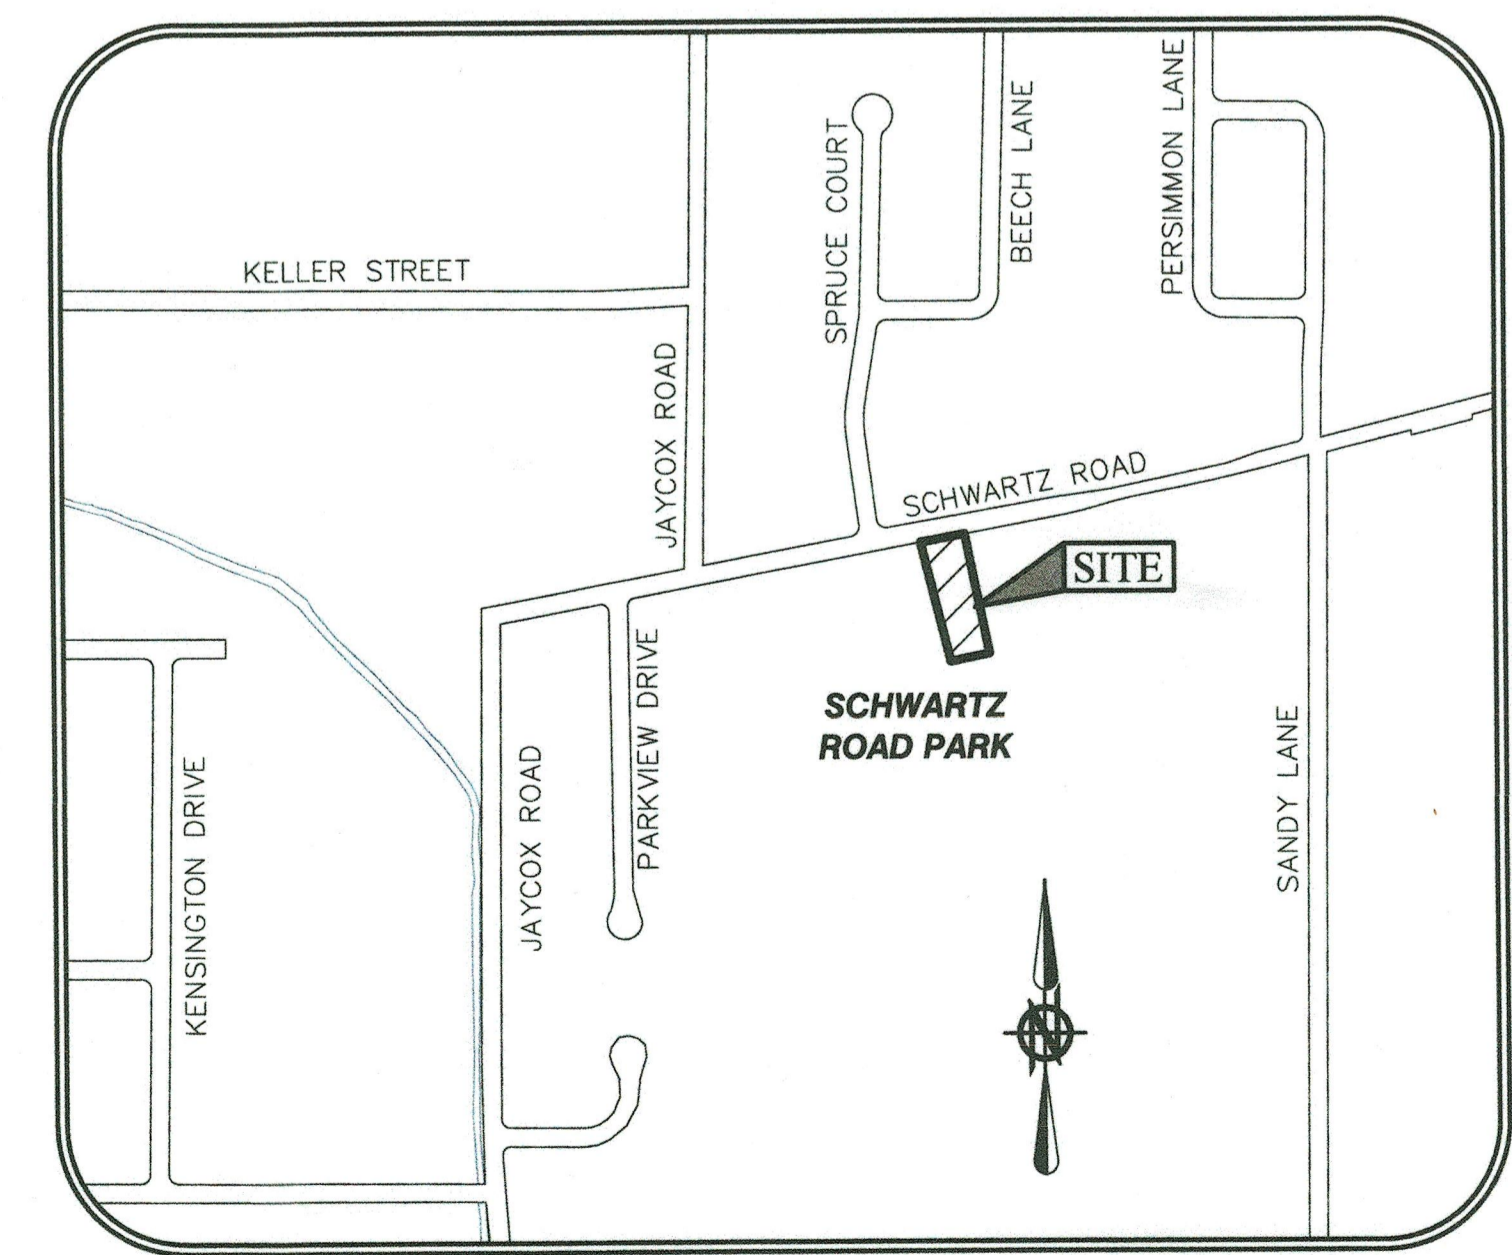 KELLER STREET
JAYCOX ROAD
SPRUCE COURT
BEECH LANE
PERSIMMON LANE
SCHWARTZ ROAD
SITE
SCHWARTZ
ROAD PARK
KENSINGTON DRIVE
JAYCOX ROAD
PARKVIEW DRIVE
SANDY LANE
N